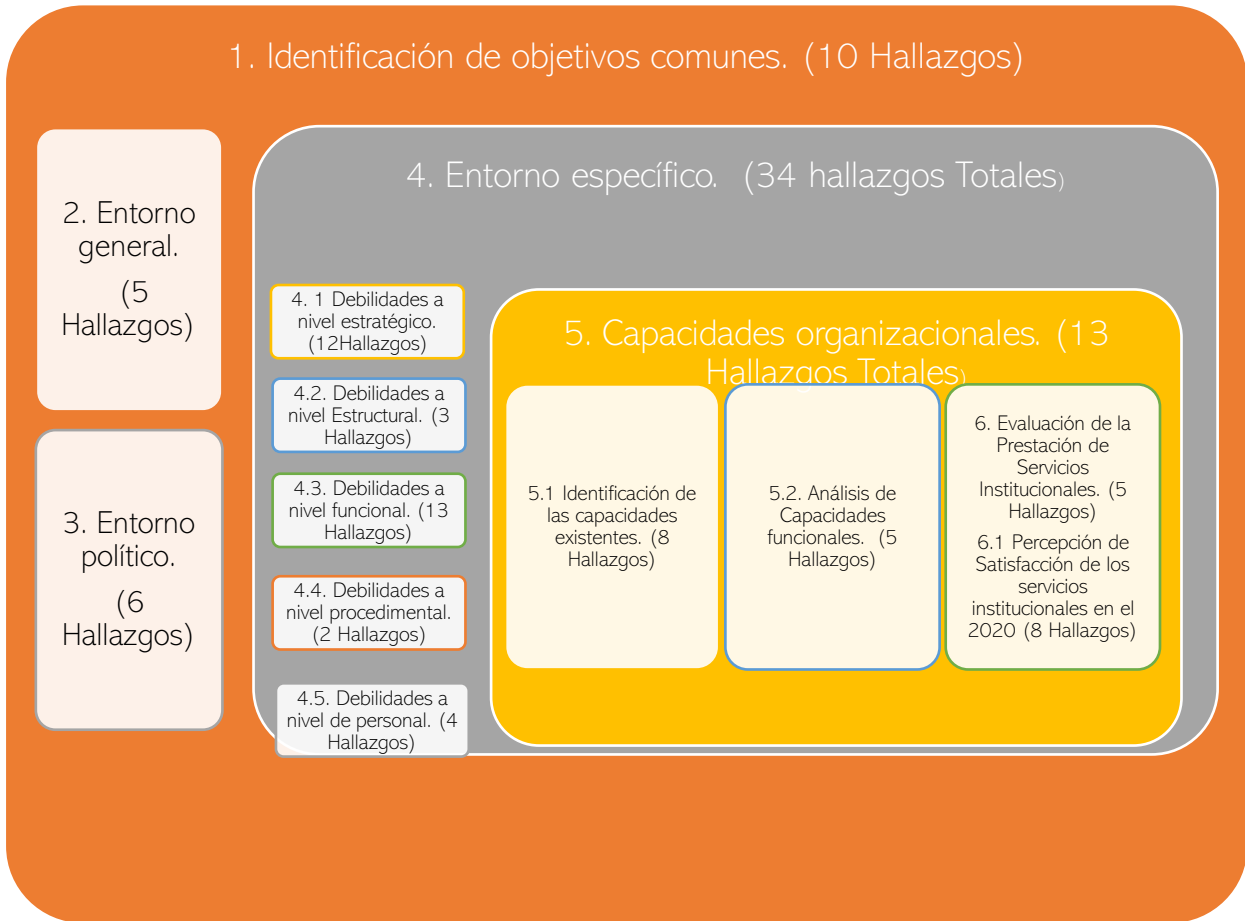 1. Identificación de objetivos comunes. (10 Hallazgos)
2. Entorno
general.
(5
Hallazgos)
3. Entorno
político.
(6
Hallazgos)
4. Entorno específico. (34 hallazgos Totales)
4. 1 Debilidades a
nivel estratégico.
(12Hallazgos)
4.2. Debilidades a
nivel Estructural. (3
Hallazgos)
4.3. Debilidades a
nivel funcional. (13
Hallazgos)
4.4. Debilidades a
nivel procedimental.
(2 Hallazgos)
4.5. Debilidades a
nivel de personal. (4
Hallazgos)
5. Capacidades organizacionales. (13
Hallazgos Totales)
5.1 Identificación de
las capacidades
existentes. (8
Hallazgos)
5.2. Análisis de
Capacidades
funcionales. (5
Hallazgos)
6. Evaluación de la
Prestación de
Servicios
Institucionales. (5
Hallazgos)
6.1 Percepción de
Satisfacción de los
servicios
institucionales en el
2020 (8 Hallazgos)